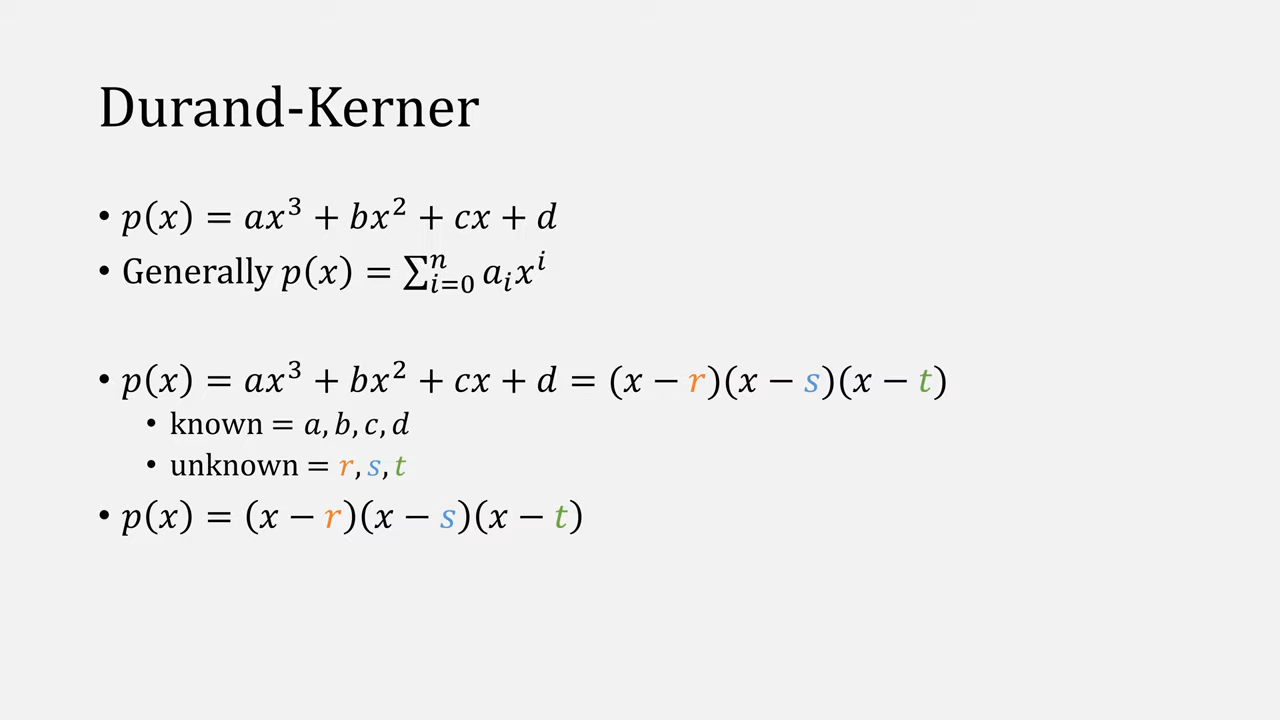 Durand-Kerner
• p(x) = ax³ + bx² + cx + d
• Generally p(x) = ∑ⁿᵢ₌₀ aᵢxⁱ
• p(x) = ax³ + bx² + cx + d = (x − r)(x − s)(x − t)
• known = a, b, c, d
• unknown = r, s, t
• p(x) = (x − r)(x − s)(x − t)